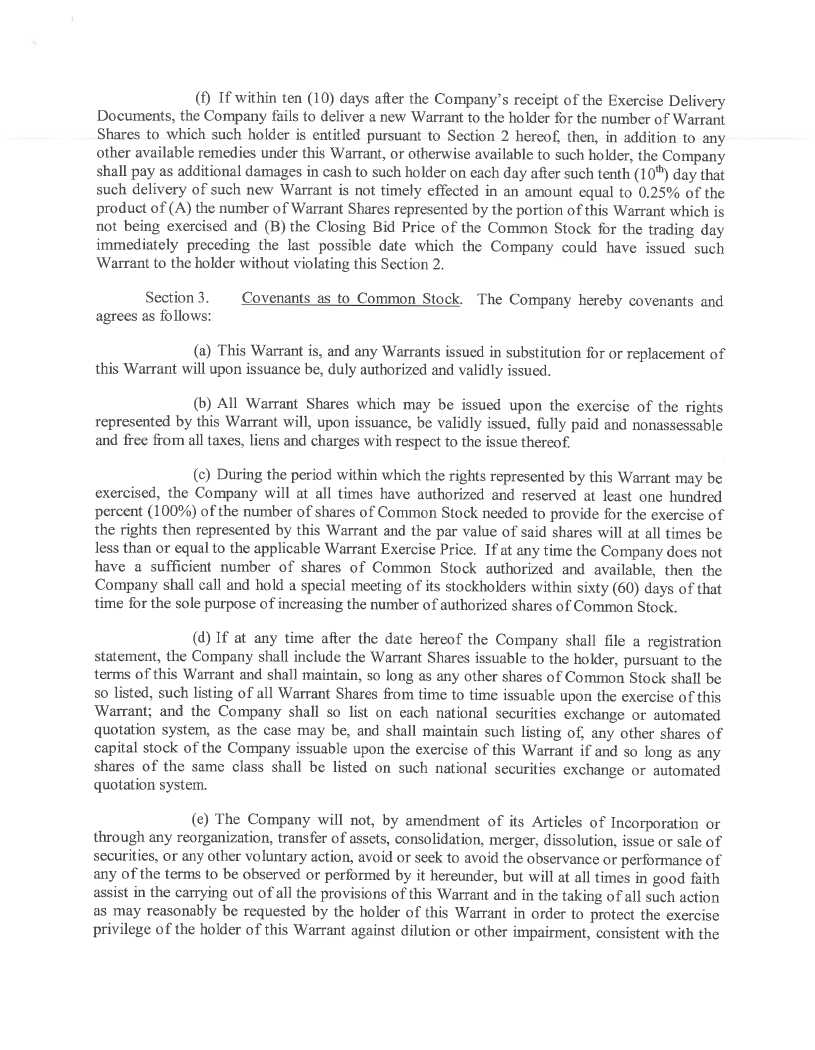 (f) If within ten (10) days after the Company's receipt of the Exercise Delivery
Documents, the Company fails to deliver a new Warrant to the holder for the number of Warrant
Shares to which such holder is entitled pursuant to Section 2 hereof, then, in addition to any
other available remedies under this Warrant, or otherwise available to such holder, the Company
shall pay as additional damages in cash to such holder on each day after such tenth (10th) day that
such delivery of such new Warrant is not timely effected in an amount equal to 0.25% of the
product of (A) the number of Warrant Shares represented by the portion of this Warrant which is
not being exercised and (B) the Closing Bid Price of the Common Stock for the trading day
immediately preceding the last possible date which the Company could have issued such
Warrant to the holder without violating this Section 2.
Section 3. Covenants as to Common Stock. The Company hereby covenants and
agrees as follows:
(a) This Warrant is, and any Warrants issued in substitution for or replacement of
this Warrant will upon issuance be, duly authorized and validly issued.
(b) All Warrant Shares which may be issued upon the exercise of the rights
represented by this Warrant will, upon issuance, be validly issued, fully paid and nonassessable
and free from all taxes, liens and charges with respect to the issue thereof.
(c) During the period within which the rights represented by this Warrant may be
exercised, the Company will at all times have authorized and reserved at least one hundred
percent (100%) of the number of shares of Common Stock needed to provide for the exercise of
the rights then represented by this Warrant and the par value of said shares will at all times be
less than or equal to the applicable Warrant Exercise Price. If at any time the Company does not
have a sufficient number of shares of Common Stock authorized and available, then the
Company shall call and hold a special meeting of its stockholders within sixty (60) days of that
time for the sole purpose of increasing the number of authorized shares of Common Stock.
(d) If at any time after the date hereof the Company shall file a registration
statement, the Company shall include the Warrant Shares issuable to the holder, pursuant to the
terms of this Warrant and shall maintain, so long as any other shares of Common Stock shall be
so listed, such listing of all Warrant Shares from time to time issuable upon the exercise of this
Warrant; and the Company shall so list on each national securities exchange or automated
quotation system, as the case may be, and shall maintain such listing of, any other shares of
capital stock of the Company issuable upon the exercise of this Warrant if and so long as any
shares of the same class shall be listed on such national securities exchange or automated
quotation system.
(e) The Company will not, by amendment of its Articles of Incorporation or
through any reorganization, transfer of assets, consolidation, merger, dissolution, issue or sale of
securities, or any other voluntary action, avoid or seek to avoid the observance or performance of
any of the terms to be observed or performed by it hereunder, but will at all times in good faith
assist in the carrying out of all the provisions of this Warrant and in the taking of all such action
as may reasonably be requested by the holder of this Warrant in order to protect the exercise
privilege of the holder of this Warrant against dilution or other impairment, consistent with the